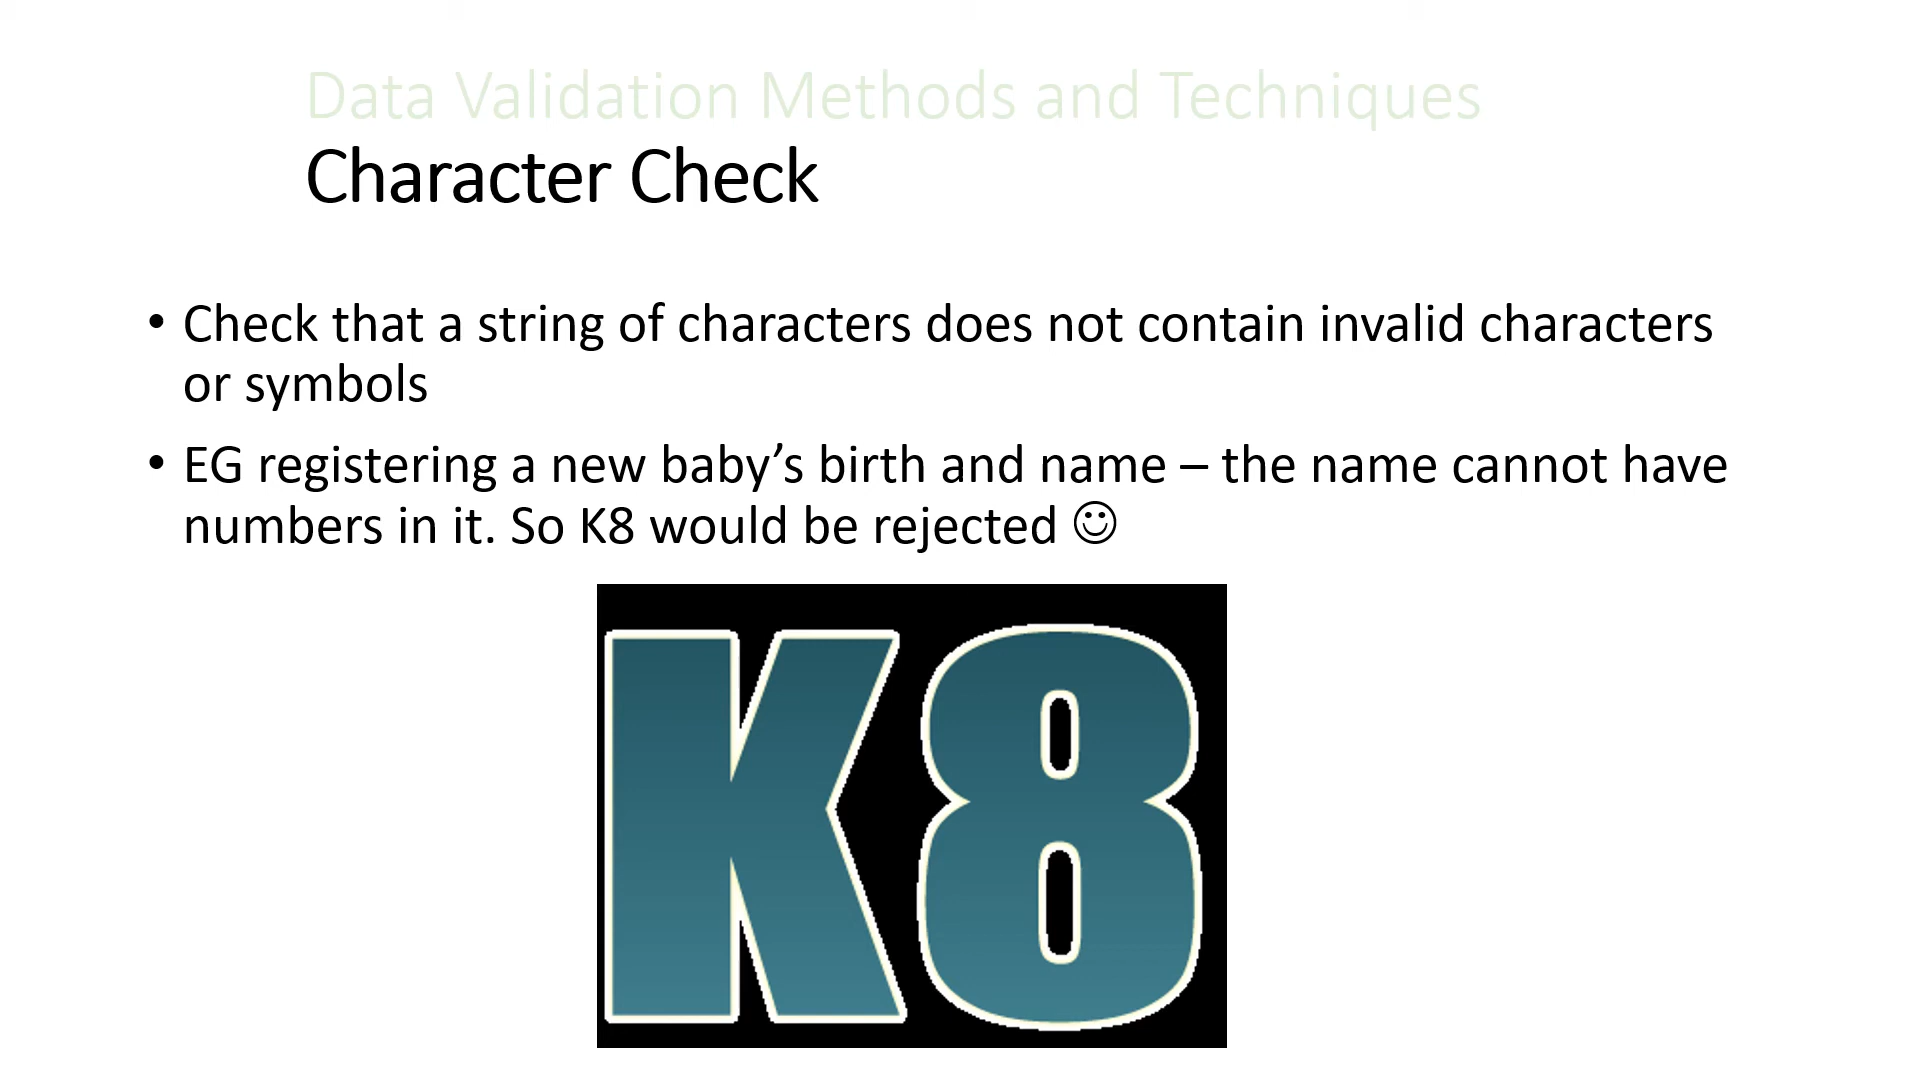 Data Validation Methods and Techniques
Character Check
• Check that a string of characters does not contain invalid characters
or symbols
• EG registering a new baby’s birth and name – the name cannot have
numbers in it. So K8 would be rejected ☺
K8